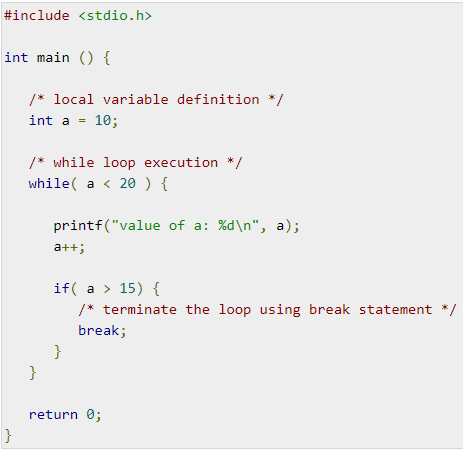 #include <stdio.h>

int main () {

   /* local variable definition */
   int a = 10;

   /* while loop execution */
   while( a < 20 ) {

      printf("value of a: %d\n", a);
      a++;

      if( a > 15) {
         /* terminate the loop using break statement */
         break;
      }
   }

   return 0;
}